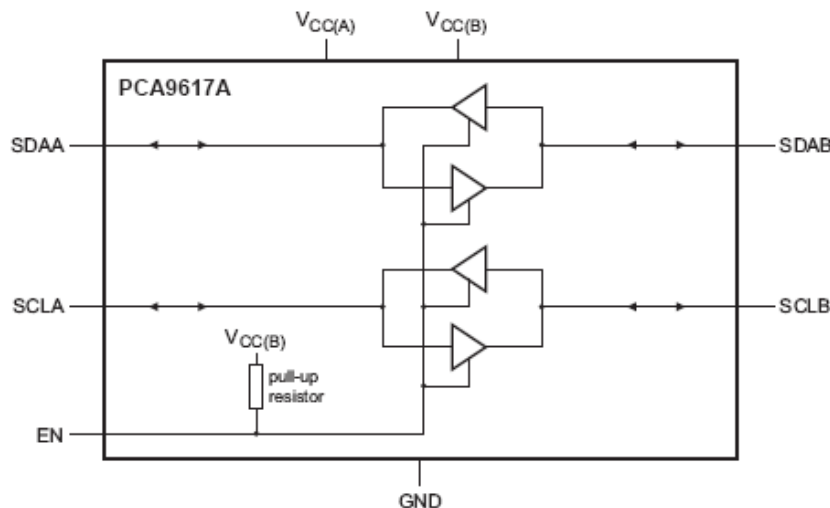 VCC(A) VCC(B)
PCA9617A
SDAA SDAB
SCLA SCLB
VCC(B)
pull-up
resistor
EN
GND